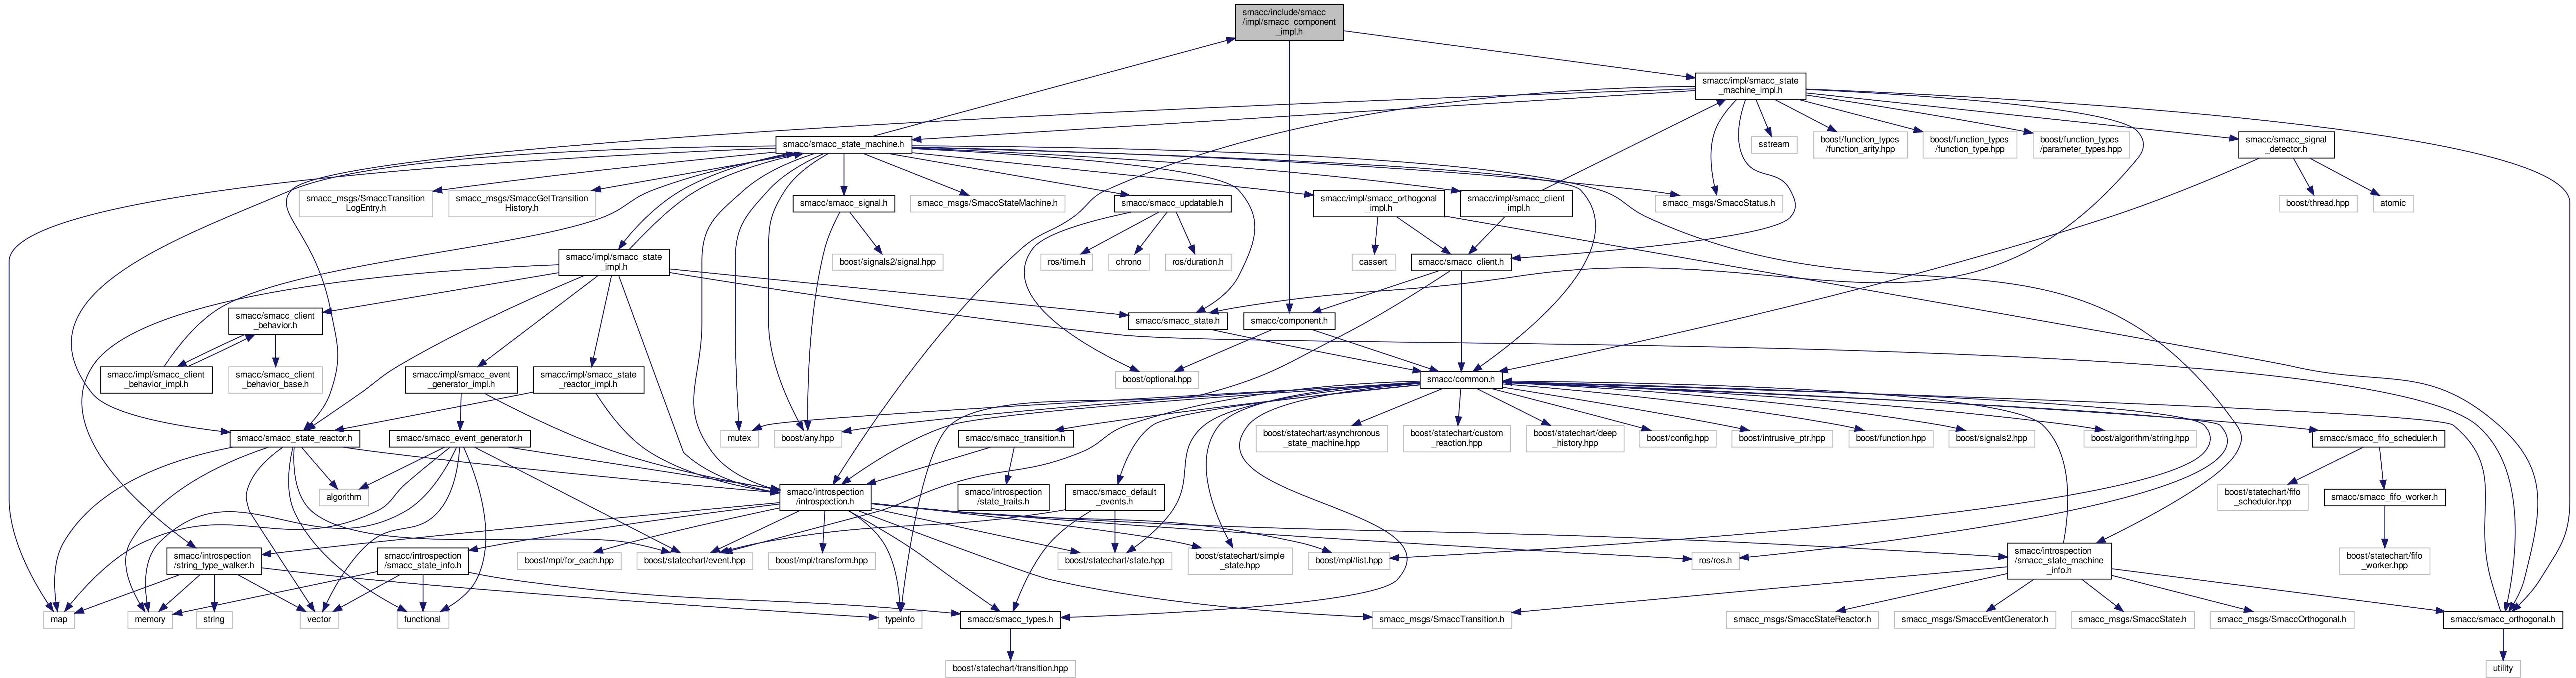 smacc/include/smacc
/impl/smacc_component
_impl.h
smacc/impl/smacc_state
_machine_impl.h
smacc/smacc_state_machine.h
sstream
boost/function_types
/function_arity.hpp
boost/function_types
/function_type.hpp
boost/function_types
/parameter_types.hpp
smacc/smacc_signal
_detector.h
smacc_msgs/SmaccTransition
LogEntry.h
smacc_msgs/SmaccGetTransition
History.h
smacc/smacc_signal.h
smacc_msgs/SmaccStateMachine.h
smacc/smacc_updatable.h
smacc/impl/smacc_orthogonal
_impl.h
smacc/impl/smacc_client
_impl.h
smacc_msgs/SmaccStatus.h
boost/thread.hpp
atomic
smacc/impl/smacc_state
_impl.h
boost/signals2/signal.hpp
ros/time.h
chrono
ros/duration.h
cassert
smacc/smacc_client.h
smacc/smacc_client
_behavior.h
smacc/smacc_state.h
smacc/component.h
smacc/impl/smacc_client
_behavior_impl.h
smacc/smacc_client
_behavior_base.h
smacc/impl/smacc_event
_generator_impl.h
smacc/impl/smacc_state
_reactor_impl.h
boost/optional.hpp
smacc/common.h
smacc/smacc_state_reactor.h
smacc/smacc_event_generator.h
mutex
boost/any.hpp
smacc/smacc_transition.h
boost/statechart/asynchronous
_state_machine.hpp
boost/statechart/custom
_reaction.hpp
boost/statechart/deep
_history.hpp
boost/config.hpp
boost/intrusive_ptr.hpp
boost/function.hpp
boost/signals2.hpp
boost/algorithm/string.hpp
smacc/smacc_fifo_scheduler.h
algorithm
smacc/introspection
/introspection.h
smacc/introspection
/state_traits.h
smacc/smacc_default
_events.h
boost/statechart/fifo
_scheduler.hpp
smacc/smacc_fifo_worker.h
smacc/introspection
/string_type_walker.h
smacc/introspection
/smacc_state_info.h
boost/mpl/for_each.hpp
boost/statechart/event.hpp
boost/mpl/transform.hpp
boost/statechart/state.hpp
boost/statechart/simple
_state.hpp
boost/mpl/list.hpp
ros/ros.h
smacc/introspection
/smacc_state_machine
_info.h
boost/statechart/fifo
_worker.hpp
map
memory
string
vector
functional
typeinfo
smacc/smacc_types.h
smacc_msgs/SmaccTransition.h
smacc_msgs/SmaccStateReactor.h
smacc_msgs/SmaccEventGenerator.h
smacc_msgs/SmaccState.h
smacc_msgs/SmaccOrthogonal.h
smacc/smacc_orthogonal.h
boost/statechart/transition.hpp
utility